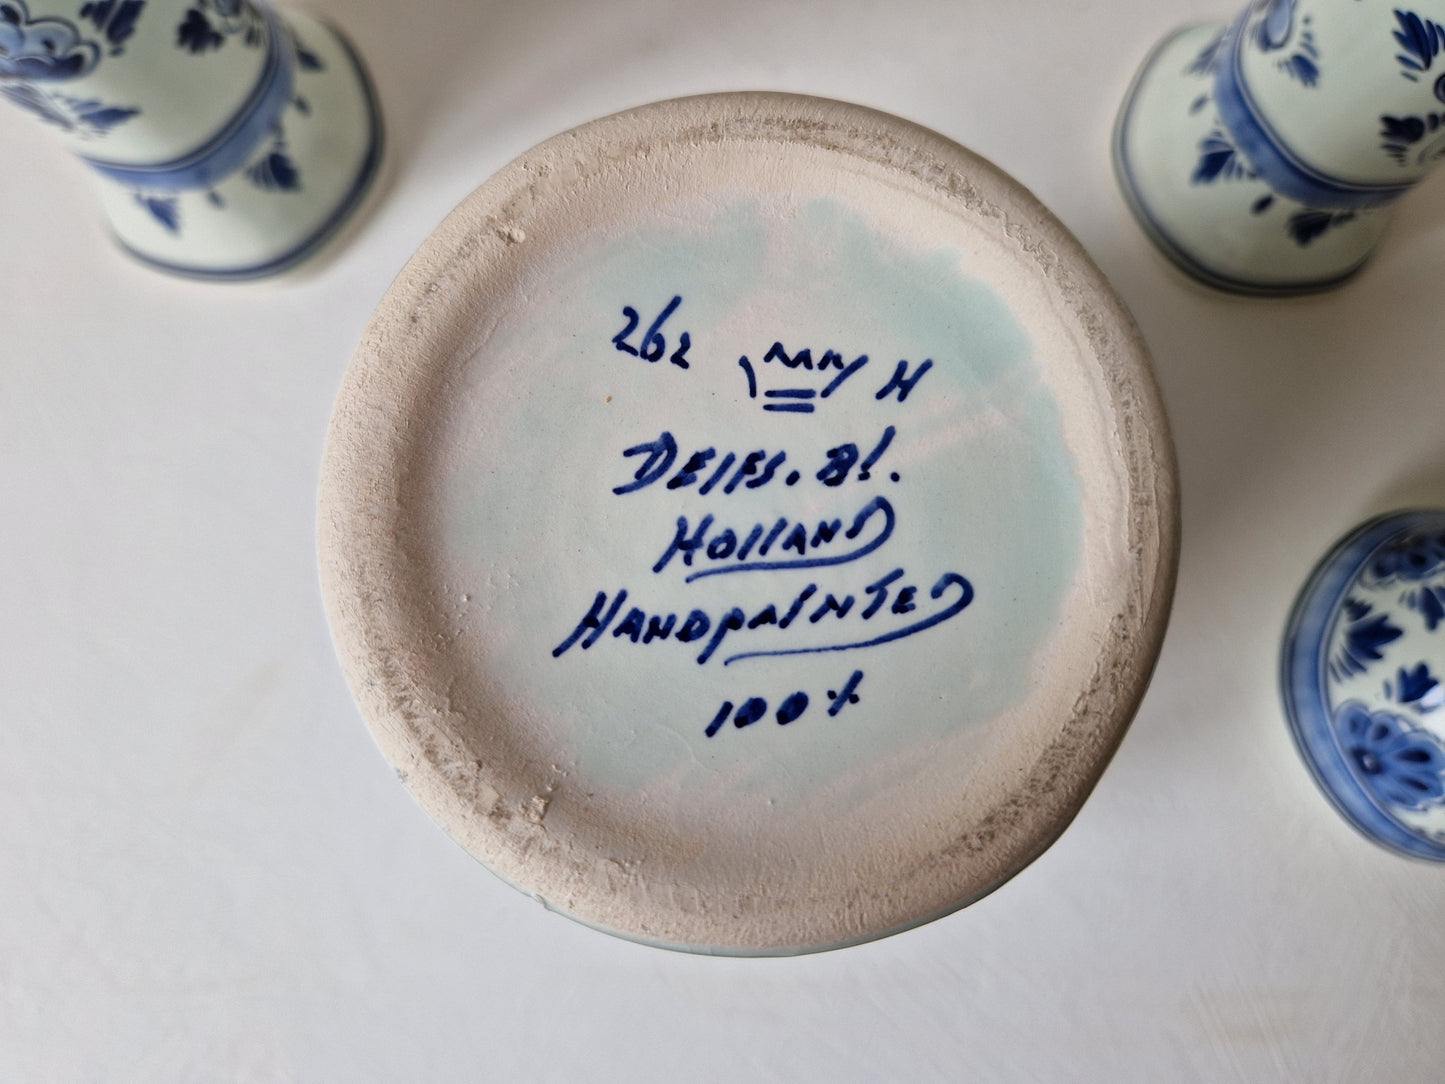 262 H
DElfS. Bl.
HOllAND
HANDpAINTED
100%